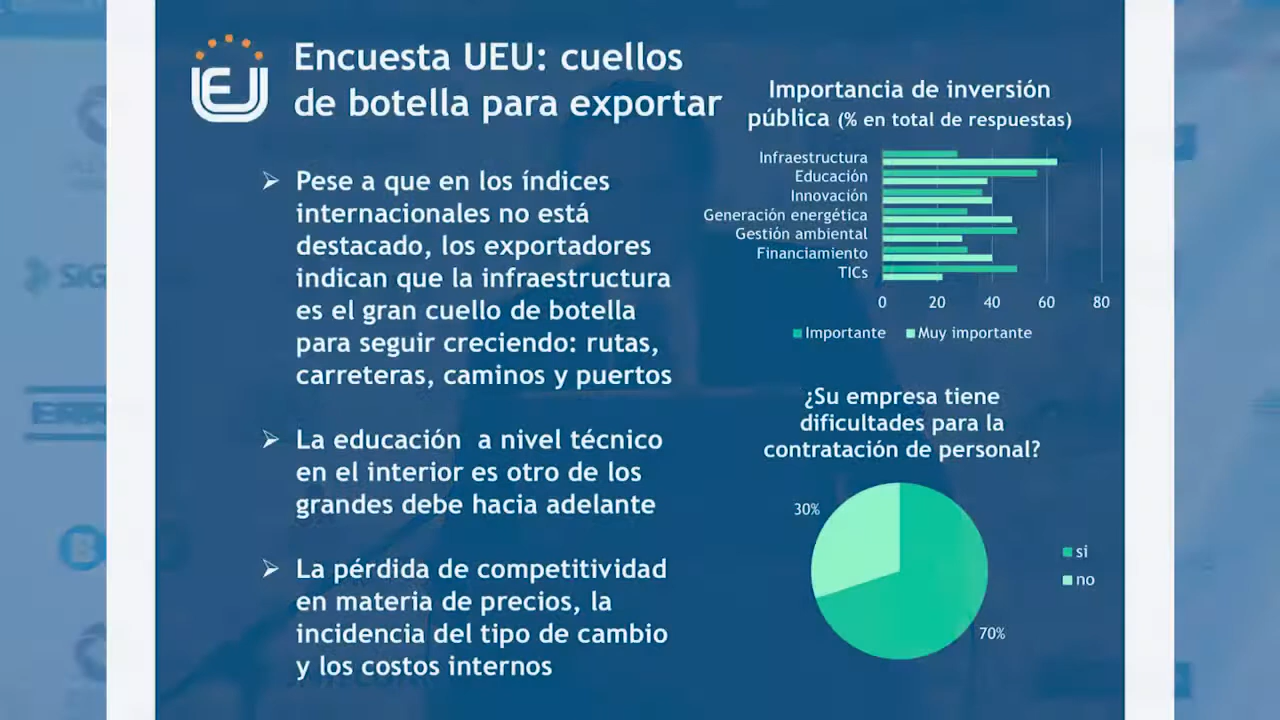 Encuesta UEU: cuellos
de botella para exportar
Pese a que en los índices
internacionales no está
destacado, los exportadores
indican que la infraestructura
es el gran cuello de botella
para seguir creciendo: rutas,
carreteras, caminos y puertos
La educación a nivel técnico
en el interior es otro de los
grandes debe hacia adelante
La pérdida de competitividad
en materia de precios, la
incidencia del tipo de cambio
y los costos internos
Importancia de inversión
pública (% en total de respuestas)
Infraestructura
Educación
Innovación
Generación energética
Gestión ambiental
Financiamiento
TICs
0 20 40 60 80
Importante Muy importante
¿Su empresa tiene
dificultades para la
contratación de personal?
30%
si
no
70%